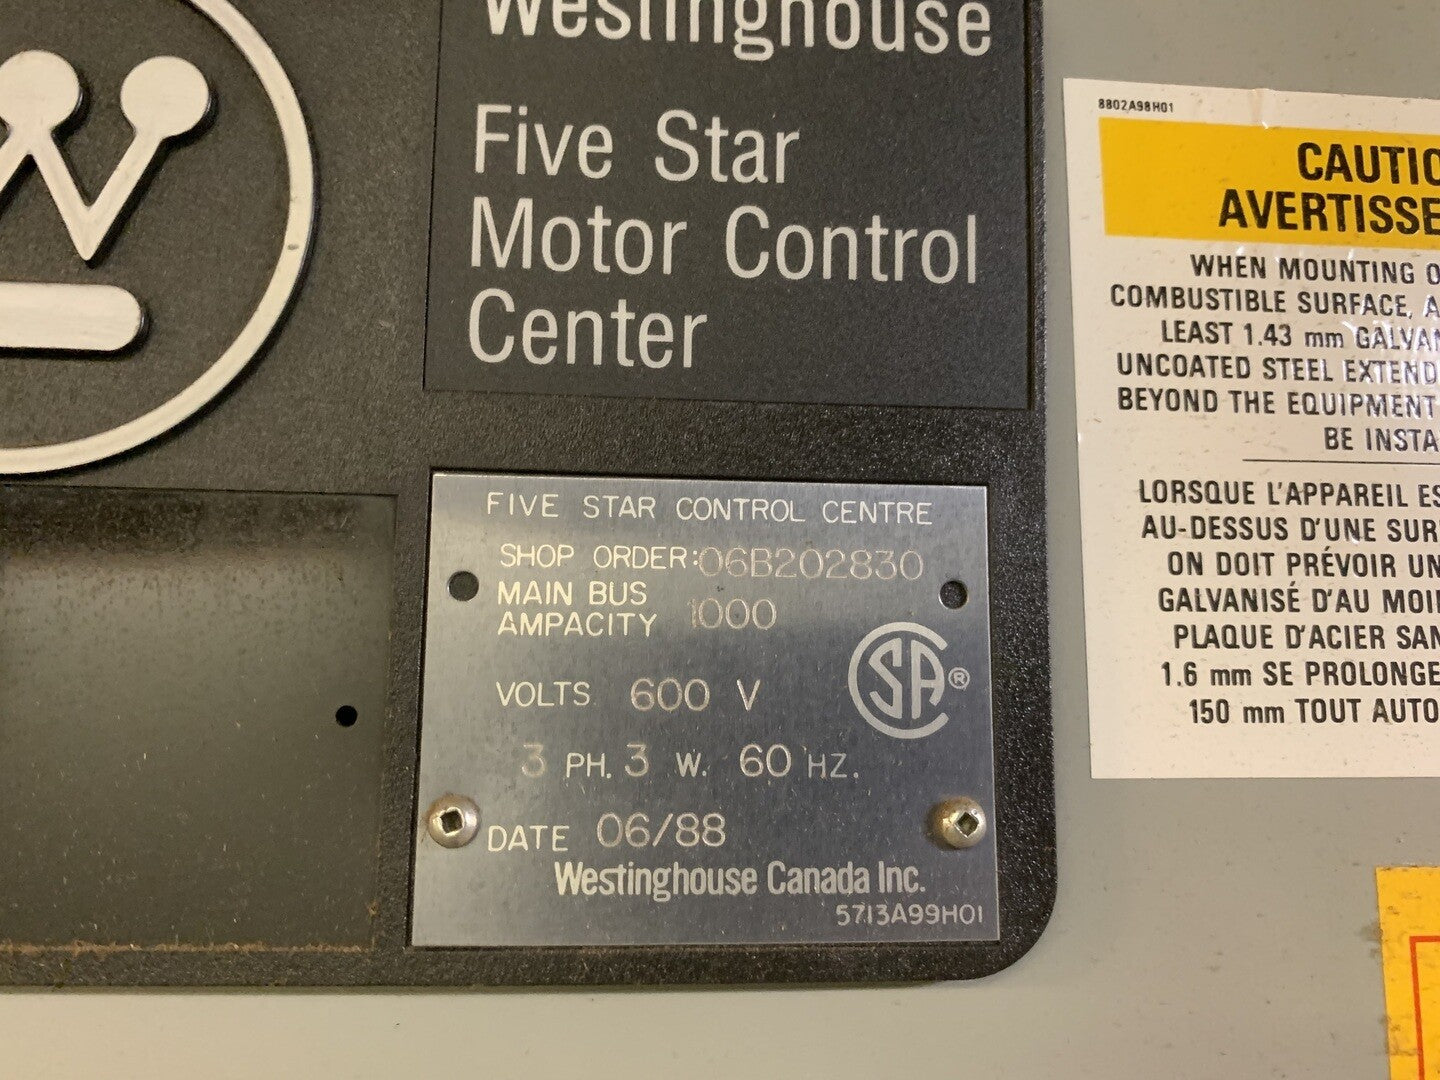 Westinghouse
Five Star
Motor Control
Center
FIVE STAR CONTROL CENTRE
SHOP ORDER: 06B202830
MAIN BUS
AMPACITY 1000
VOLTS 600 V
3 PH. 3 W. 60 HZ.
DATE 06/88
Westinghouse Canada Inc.
5713A99H01
CSA ®
8802A98H01
CAUTIO
AVERTISSE
WHEN MOUNTING O
COMBUSTIBLE SURFACE, A
LEAST 1.43 mm GALVAN
UNCOATED STEEL EXTEND
BEYOND THE EQUIPMENT
BE INSTA
LORSQUE L'APPAREIL ES
AU-DESSUS D'UNE SUR
ON DOIT PRÉVOIR UN
GALVANISÉ D'AU MOI
PLAQUE D'ACIER SAN
1.6 mm SE PROLONGE
150 mm TOUT AUTO